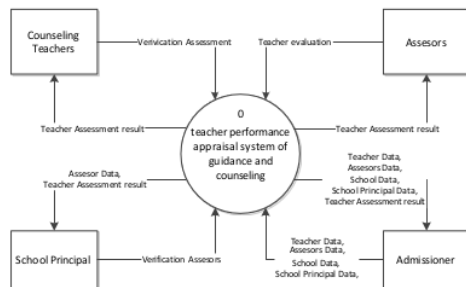 Counseling
Teachers
Verivication Assessment
Teacher evaluation
Assesors
0
teacher performance
appraisal system of
guidance and
counseling
Teacher Assessment result
Teacher Assessment result
Assesor Data,
Teacher Assessment result
Teacher Data,
Assesors Data,
School Data,
School Principal Data,
Teacher Assessment result
School Principal
Verification Assesors
Teacher Data,
Assesors Data,
School Data,
School Principal Data,
Admissioner